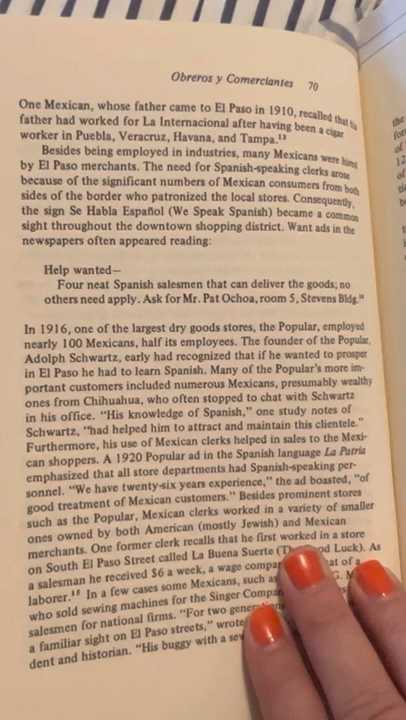 Obreros y Comerciantes 70
One Mexican, whose father came to El Paso in 1910, recalled that his
father had worked for La Internacional after having been a cigar
worker in Puebla, Veracruz, Havana, and Tampa.¹³
Besides being employed in industries, many Mexicans were hired
by El Paso merchants. The need for Spanish-speaking clerks arose
because of the significant numbers of Mexican consumers from both
sides of the border who patronized the local stores. Consequently,
the sign Se Habla Español (We Speak Spanish) became a common
sight throughout the downtown shopping district. Want ads in the
newspapers often appeared reading:
Help wanted—
Four neat Spanish salesmen that can deliver the goods; no
others need apply. Ask for Mr. Pat Ochoa, room 5, Stevens Bldg.¹⁴
In 1916, one of the largest dry goods stores, the Popular, employed
nearly 100 Mexicans, half its employees. The founder of the Popular,
Adolph Schwartz, early had recognized that if he wanted to prosper
in El Paso he had to learn Spanish. Many of the Popular's more im-
portant customers included numerous Mexicans, presumably wealthy
ones from Chihuahua, who often stopped to chat with Schwartz
in his office. "His knowledge of Spanish," one study notes of
Schwartz, "had helped him to attract and maintain this clientele."
Furthermore, his use of Mexican clerks helped in sales to the Mexi-
can shoppers. A 1920 Popular ad in the Spanish language La Patria
emphasized that all store departments had Spanish-speaking per-
sonnel. "We have twenty-six years experience," the ad boasted, "of
good treatment of Mexican customers." Besides prominent stores
such as the Popular, Mexican clerks worked in a variety of smaller
ones owned by both American (mostly Jewish) and Mexican
merchants. One former clerk recalls that he first worked in a store
on South El Paso Street called La Buena Suerte (The Luck). As
a salesman he received $6 a week, a wage of a
laborer.¹⁵ In a few cases some Mexicans, such as G.
who sold sewing machines for the Singer
salesmen for national firms. "For two
a familiar sight on El Paso streets," wrote
dent and historian. "His buggy with a